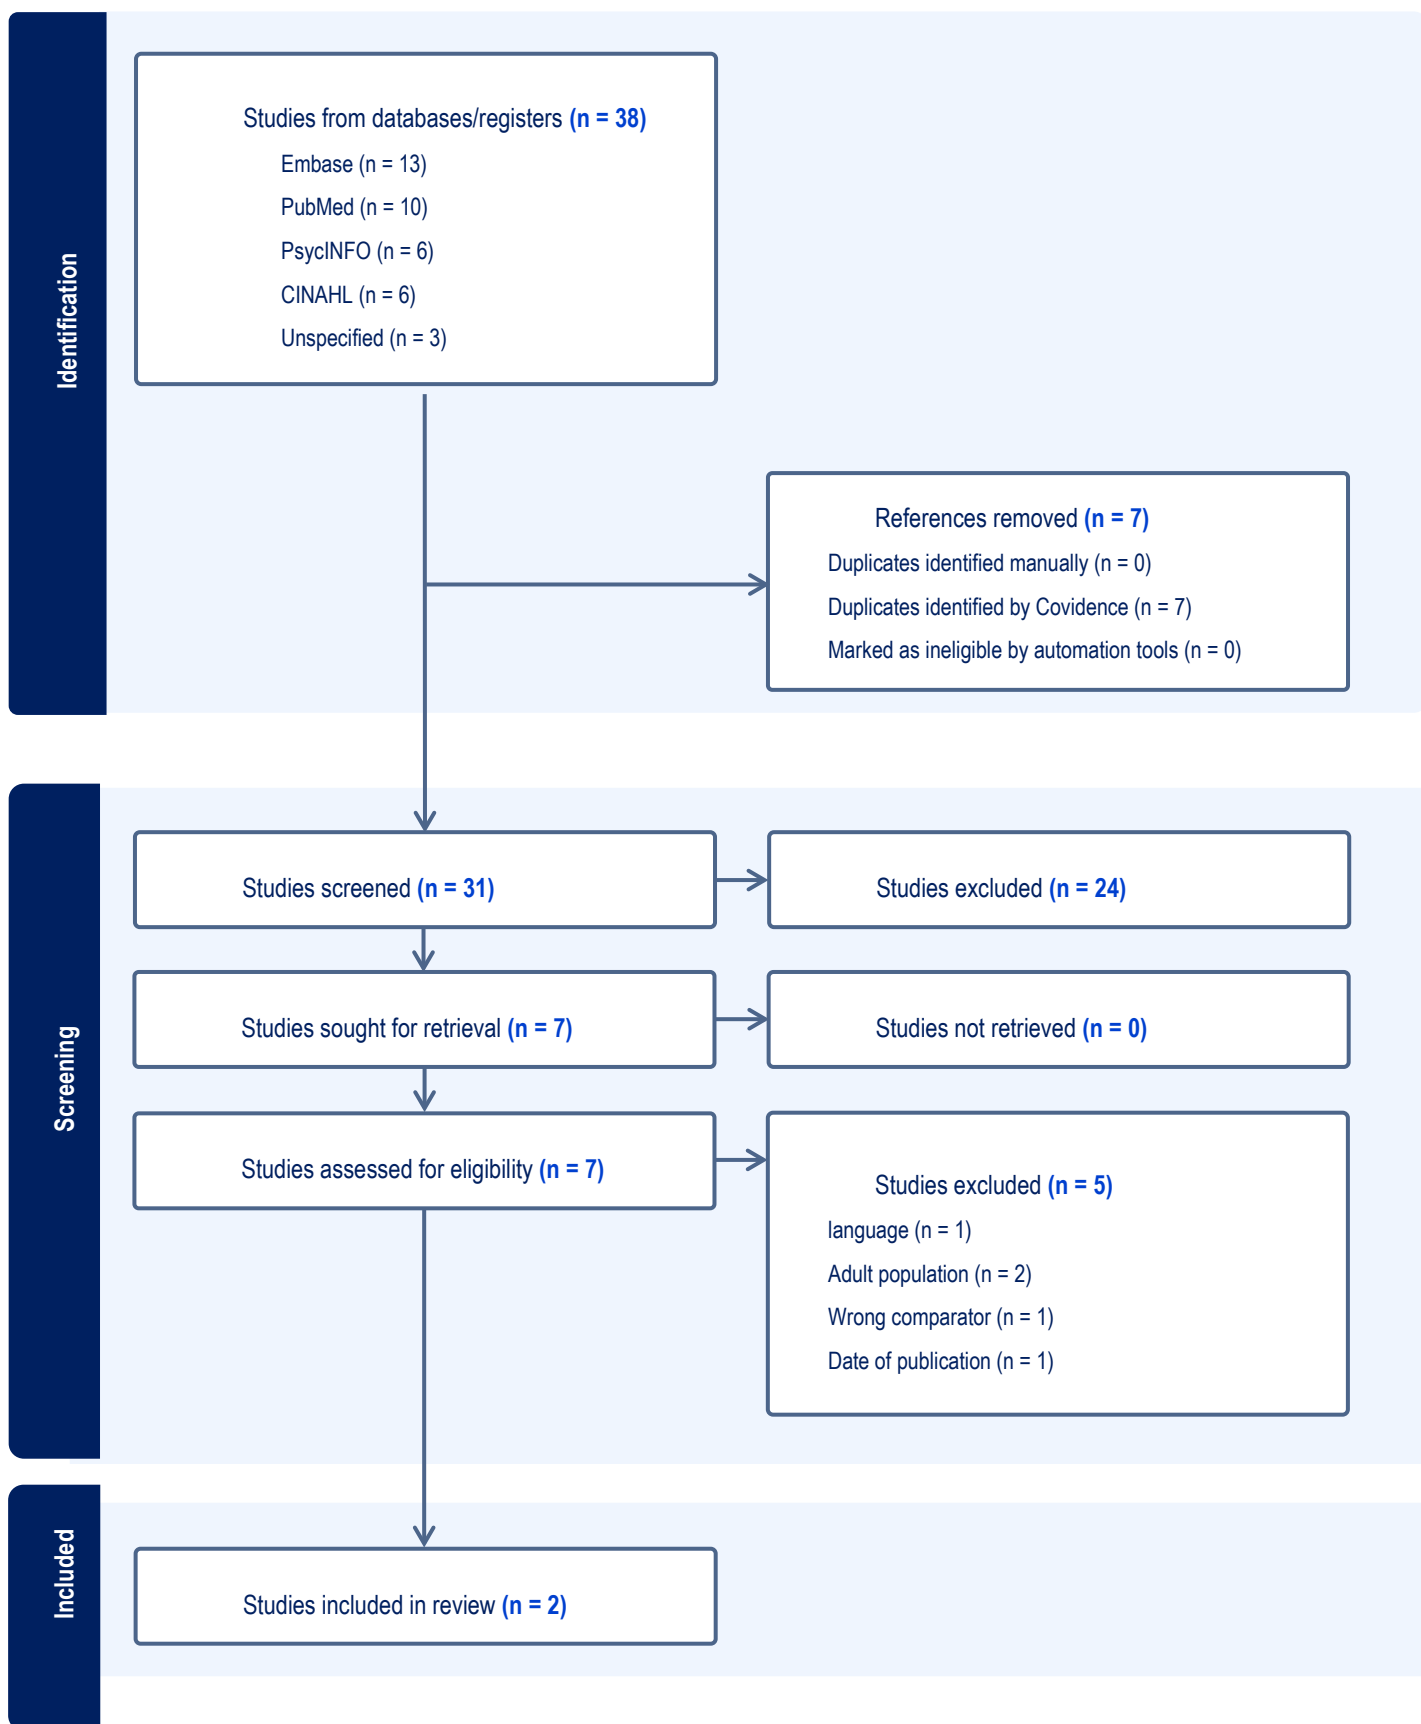 Identification
Studies from databases/registers (n = 38)
Embase (n = 13)
PubMed (n = 10)
PsycINFO (n = 6)
CINAHL (n = 6)
Unspecified (n = 3)
References removed (n = 7)
Duplicates identified manually (n = 0)
Duplicates identified by Covidence (n = 7)
Marked as ineligible by automation tools (n = 0)
Screening
Studies screened (n = 31)
Studies excluded (n = 24)
Studies sought for retrieval (n = 7)
Studies not retrieved (n = 0)
Studies assessed for eligibility (n = 7)
Studies excluded (n = 5)
language (n = 1)
Adult population (n = 2)
Wrong comparator (n = 1)
Date of publication (n = 1)
Included
Studies included in review (n = 2)